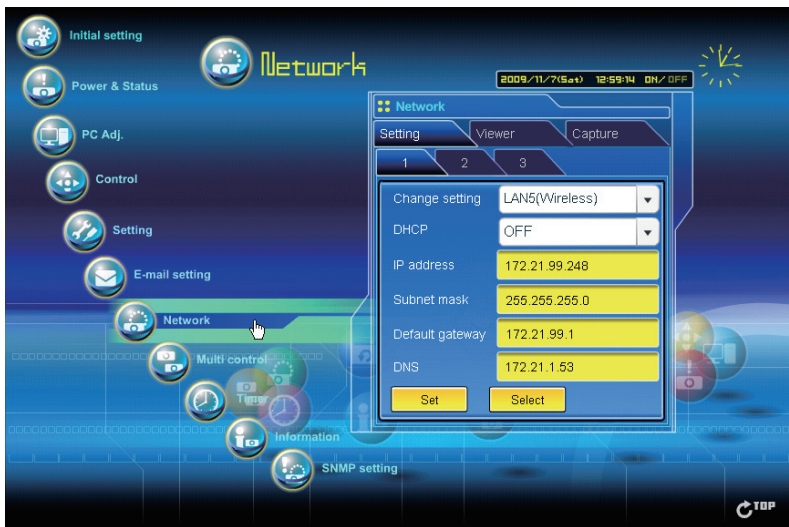 Initial setting
Network
Power & Status
2009/11/7(Sat) 12:59:14 ON/OFF
Network
PC Adj.
Setting Viewer Capture
1 2 3
Control
Change setting LAN5(Wireless)
Setting
DHCP OFF
E-mail setting
IP address 172.21.99.248
Subnet mask 255.255.255.0
Network
Default gateway 172.21.99.1
Multi control
DNS 172.21.1.53
Timer
Set Select
Information
SNMP setting
TOP